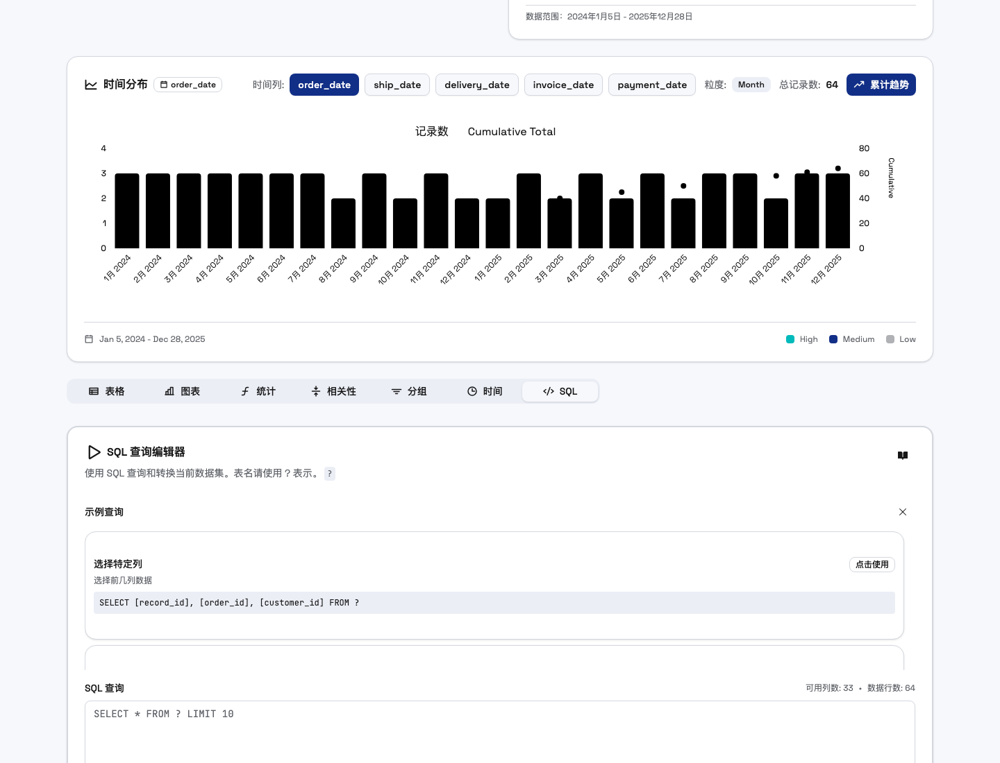 数据范围：2024年1月5日 - 2025年12月28日
时间分布 order_date 时间列: order_date ship_date delivery_date invoice_date payment_date 粒度: Month 总记录数: 64 累计趋势
记录数 Cumulative Total
4
3
2
1
0
80
60
40
20
0
Cumulative
1月 2024 2月 2024 3月 2024 4月 2024 5月 2024 6月 2024 7月 2024 8月 2024 9月 2024 10月 2024 11月 2024 12月 2024 1月 2025 2月 2025 3月 2025 4月 2025 5月 2025 6月 2025 7月 2025 8月 2025 9月 2025 10月 2025 11月 2025 12月 2025
Jan 5, 2024 - Dec 28, 2025 High Medium Low
表格 图表 统计 相关性 分组 时间 SQL
SQL 查询编辑器
使用 SQL 查询和转换当前数据集。表名请使用 ? 表示。 ?
示例查询
选择特定列 点击使用
选择前几列数据
SELECT [record_id], [order_id], [customer_id] FROM ?
SQL 查询 可用列数: 33 • 数据行数: 64
SELECT * FROM ? LIMIT 10